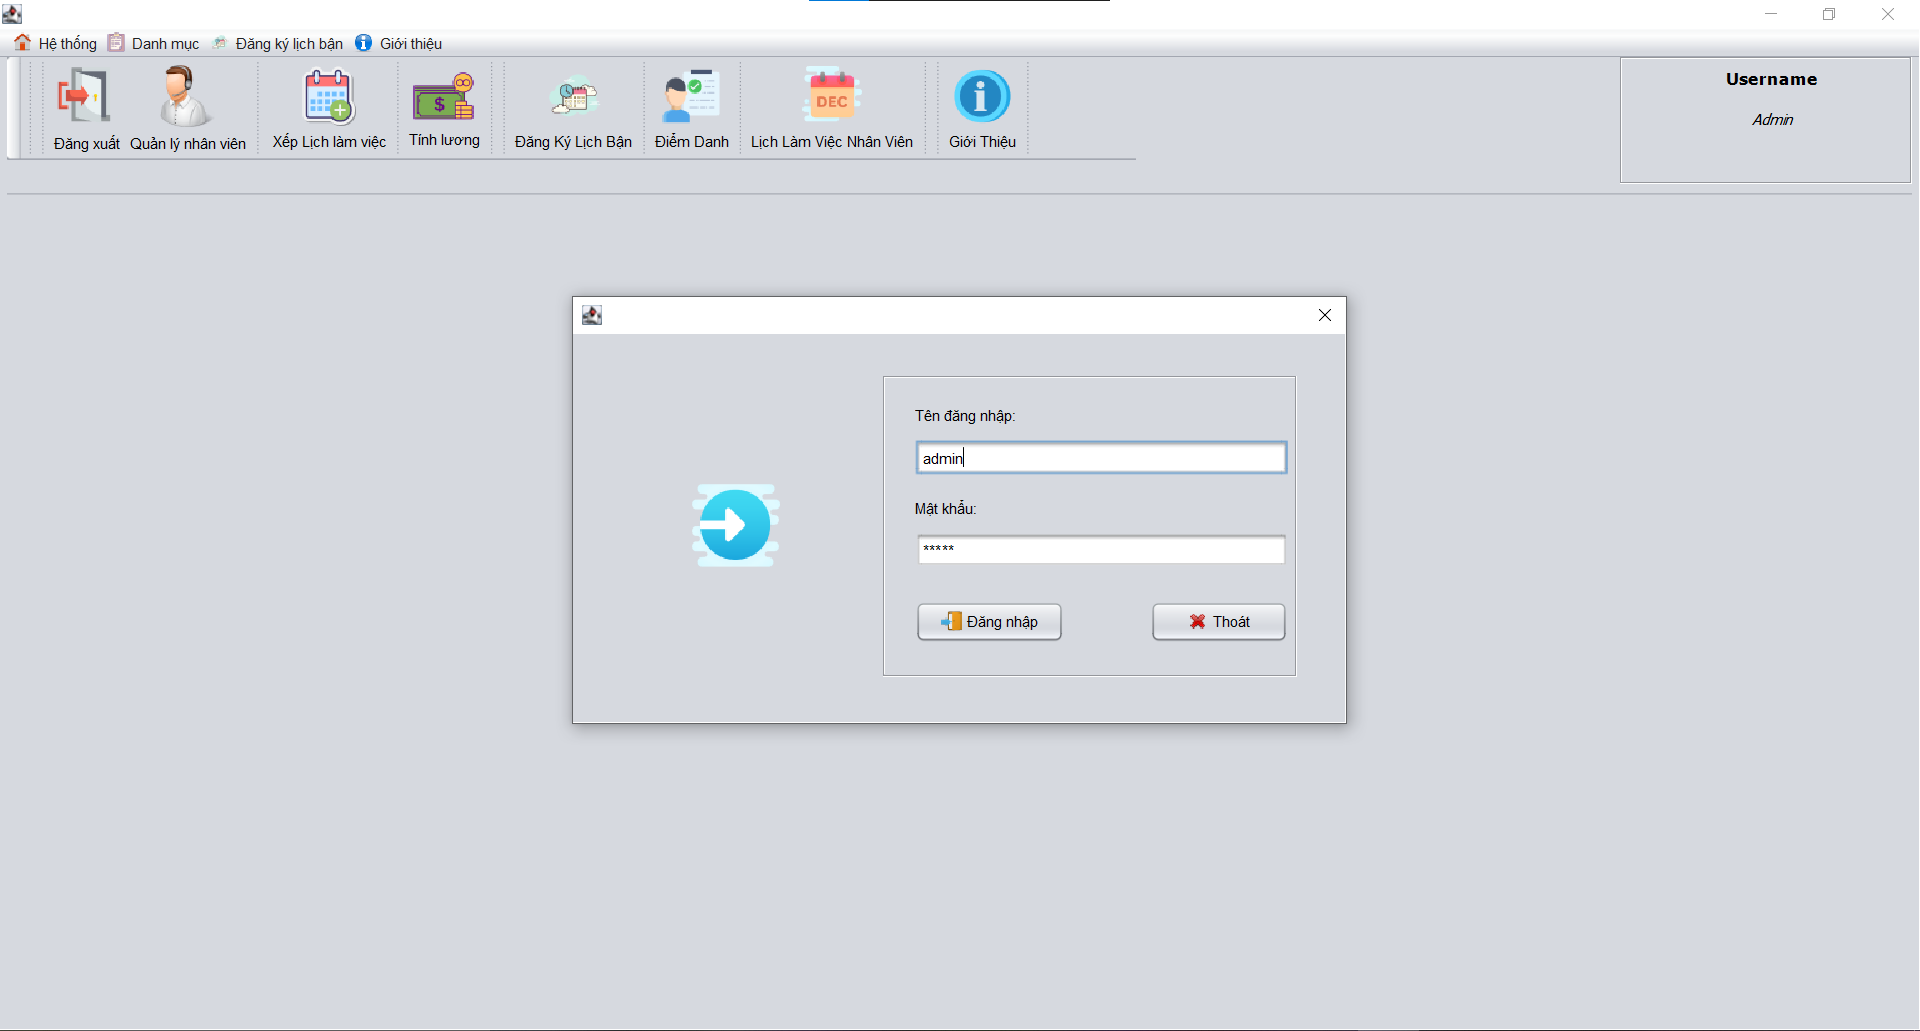 Hệ thống Danh mục Đăng ký lịch bận Giới thiệu
Đăng xuất Quản lý nhân viên Xếp Lịch làm việc Tính lương Đăng Ký Lịch Bận Điểm Danh Lịch Làm Việc Nhân Viên Giới Thiệu
$
DEC
Username
Admin
Tên đăng nhập:
admin
Mật khẩu:
*****
Đăng nhập Thoát